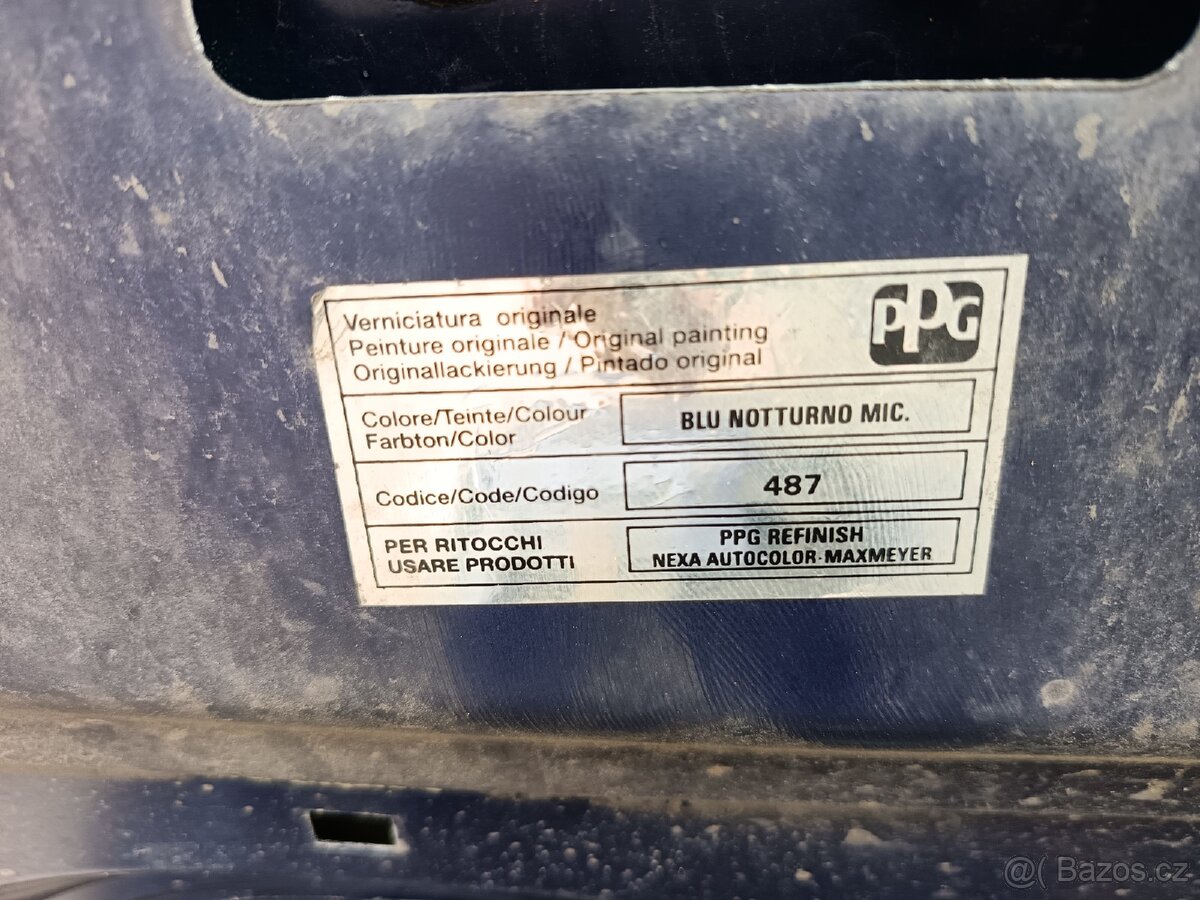 Verniciatura originale
Peinture originale / Original painting
Originallackierung / Pintado original
PPG
Colore/Teinte/Colour
Farbton/Color
BLU NOTTURNO MIC.
Codice/Code/Codigo
487
PER RITOCCHI
USARE PRODOTTI
PPG REFINISH
NEXA AUTOCOLOR-MAXMEYER
@( Bazos.cz